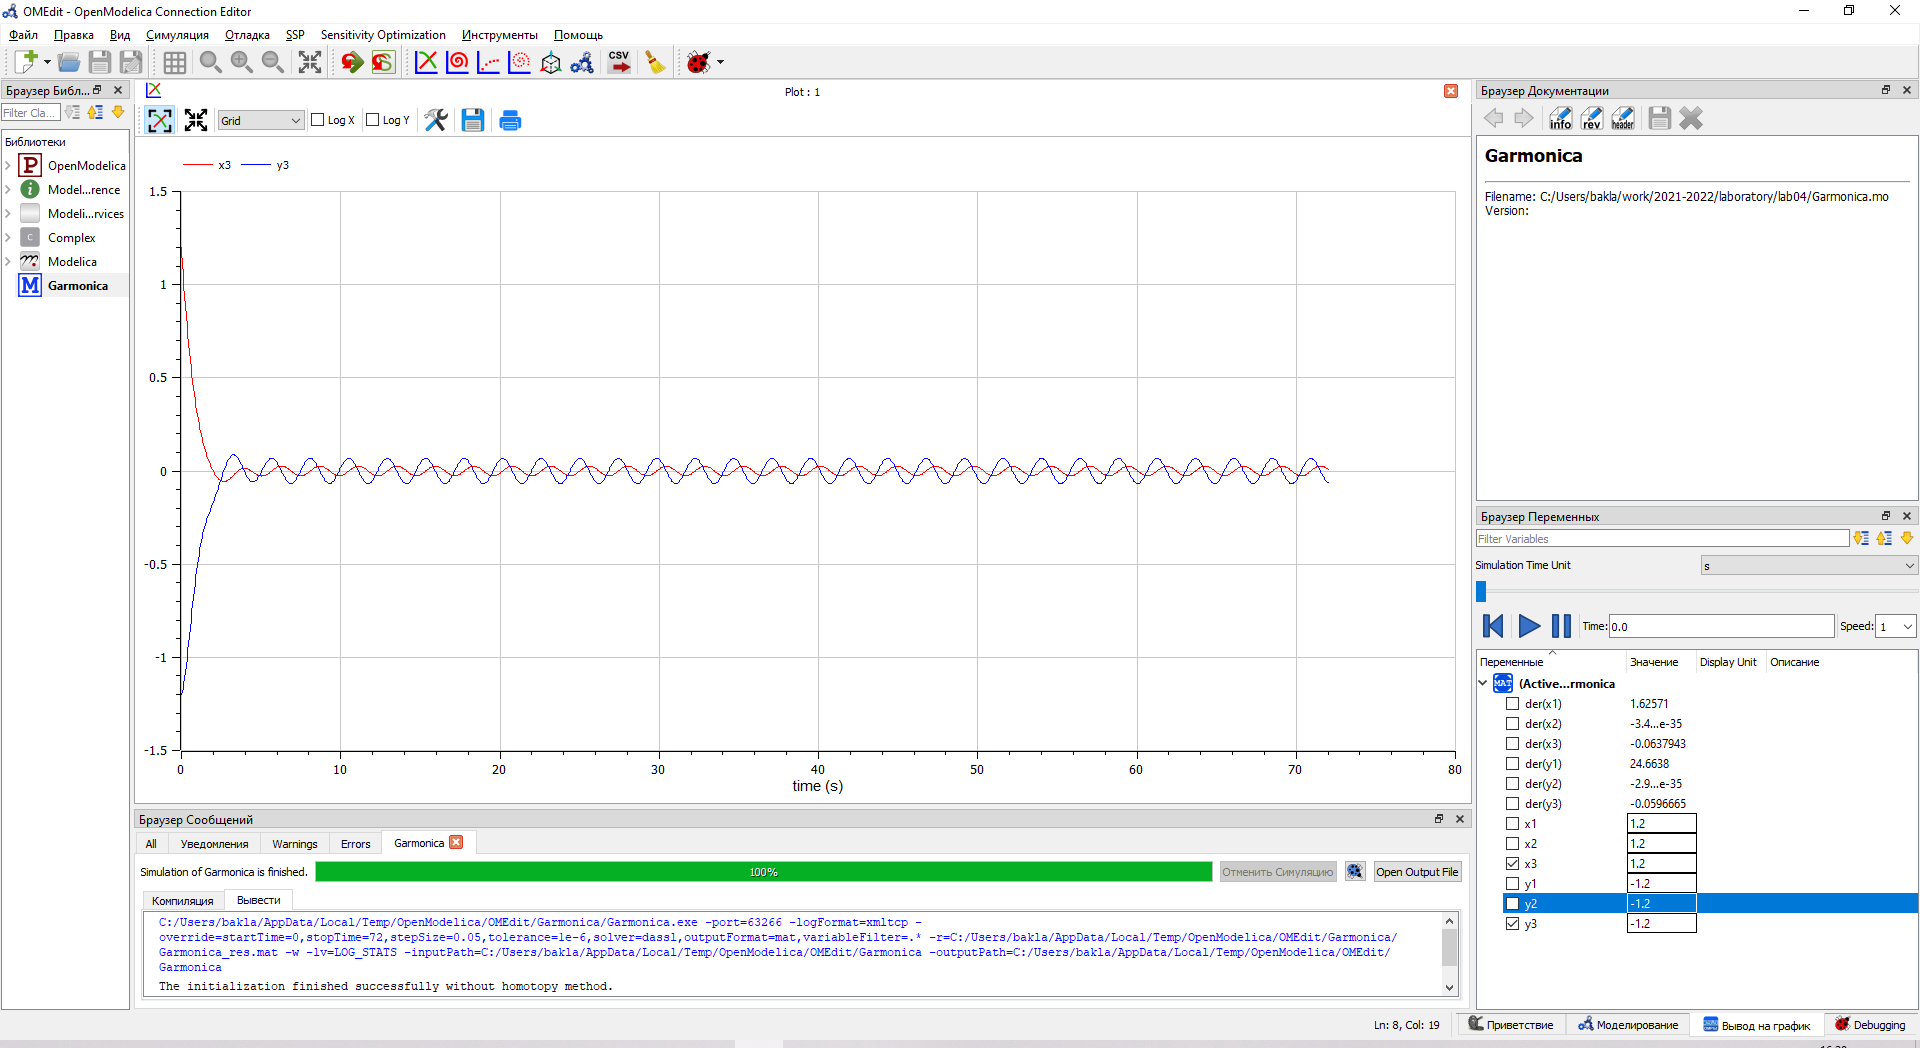 OMEdit - OpenModelica Connection Editor
Файл Правка Вид Симуляция Отладка SSP Sensitivity Optimization Инструменты Помощь
CSV
Браузер Библ...
Filter Cla...
Библиотеки
P OpenModelica
i Model...rence
Modeli...rvices
C Complex
Modelica
M Garmonica
Plot : 1
Grid Log X Log Y
x3 y3
1.5
1
0.5
0
-0.5
-1
-1.5
0 10 20 30 40 50 60 70 80
time (s)
Браузер Сообщений
All Уведомления Warnings Errors Garmonica
Simulation of Garmonica is finished. 100% Отменить Симуляцию Open Output File
Компиляция Вывести
C:/Users/bakla/AppData/Local/Temp/OpenModelica/OMEdit/Garmonica/Garmonica.exe -port=63266 -logFormat=xmltcp -
override=startTime=0,stopTime=72,stepSize=0.05,tolerance=1e-6,solver=dassl,outputFormat=mat,variableFilter=.* -r=C:/Users/bakla/AppData/Local/Temp/OpenModelica/OMEdit/Garmonica/
Garmonica_res.mat -w -lv=LOG_STATS -inputPath=C:/Users/bakla/AppData/Local/Temp/OpenModelica/OMEdit/Garmonica -outputPath=C:/Users/bakla/AppData/Local/Temp/OpenModelica/OMEdit/
Garmonica
The initialization finished successfully without homotopy method.
Браузер Документации
info rev header
Garmonica
Filename: C:/Users/bakla/work/2021-2022/laboratory/lab04/Garmonica.mo
Version:
Браузер Переменных
Filter Variables
Simulation Time Unit s
Time: 0.0 Speed: 1
Переменные Значение Display Unit Описание
MAT (Active...rmonica
der(x1) 1.62571
der(x2) -3.4...e-35
der(x3) -0.0637943
der(y1) 24.6638
der(y2) -2.9...e-35
der(y3) -0.0596665
x1 1.2
x2 1.2
x3 1.2
y1 -1.2
y2 -1.2
y3 -1.2
Ln: 8, Col: 19 Приветствие Моделирование Вывод на график Debugging